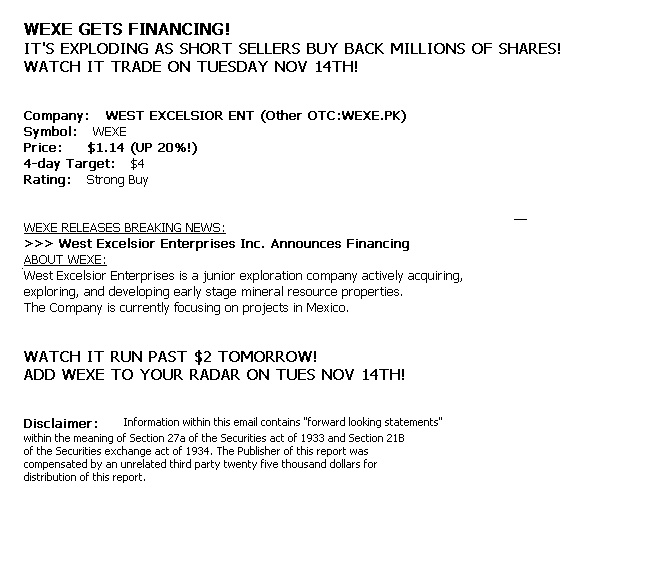 WEXE GETS FINANCING!
IT'S EXPLODING AS SHORT SELLERS BUY BACK MILLIONS OF SHARES!
WATCH IT TRADE ON TUESDAY NOV 14TH!
Company: WEST EXCELSIOR ENT (Other OTC:WEXE.PK)
Symbol: WEXE
Price: $1.14 (UP 20%!)
4-day Target: $4
Rating: Strong Buy
WEXE RELEASES BREAKING NEWS:
>>> West Excelsior Enterprises Inc. Announces Financing
ABOUT WEXE:
West Excelsior Enterprises is a junior exploration company actively acquiring,
exploring, and developing early stage mineral resource properties.
The Company is currently focusing on projects in Mexico.
WATCH IT RUN PAST $2 TOMORROW!
ADD WEXE TO YOUR RADAR ON TUES NOV 14TH!
Disclaimer: Information within this email contains "forward looking statements"
within the meaning of Section 27a of the Securities act of 1933 and Section 21B
of the Securities exchange act of 1934. The Publisher of this report was
compensated by an unrelated third party twenty five thousand dollars for
distribution of this report.